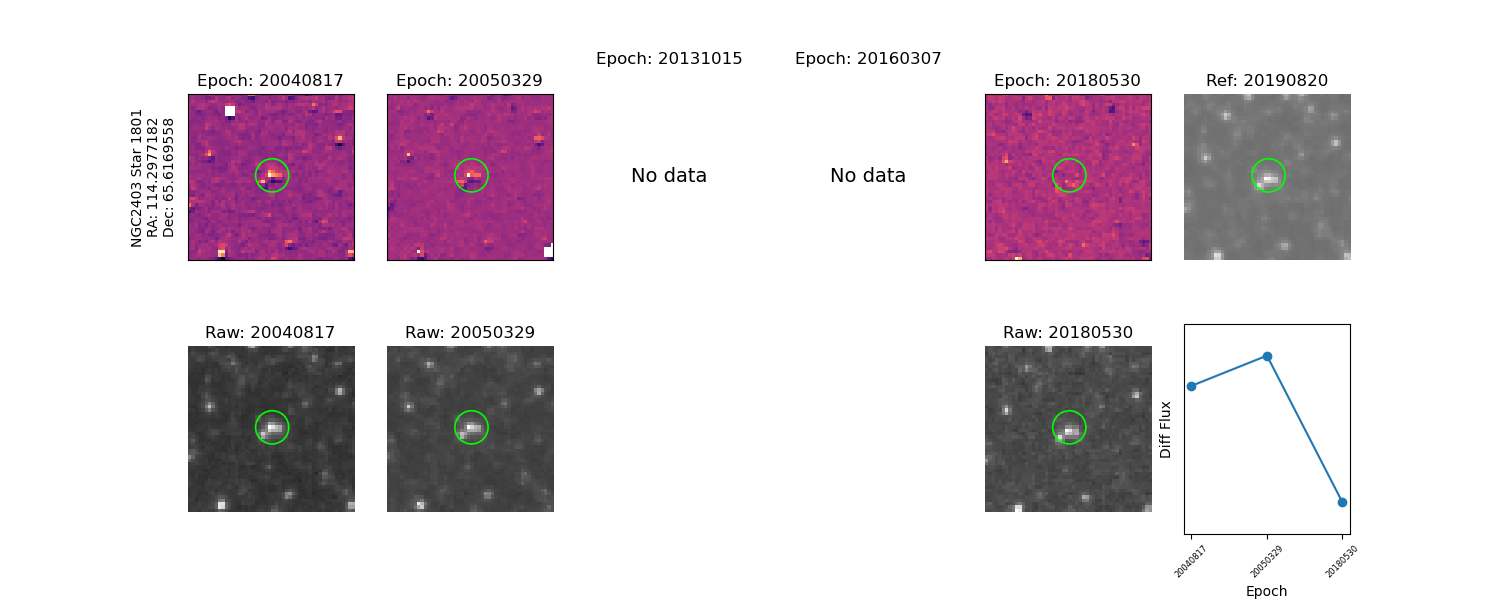 Epoch: 20131015
Epoch: 20160307
Epoch: 20040817
Epoch: 20050329
Epoch: 20180530
Ref: 20190820
NGC2403 Star 1801
RA: 114.2977182
Dec: 65.6169558
No data
No data
Raw: 20040817
Raw: 20050329
Raw: 20180530
Diff Flux
20040817
20050329
20180530
Epoch